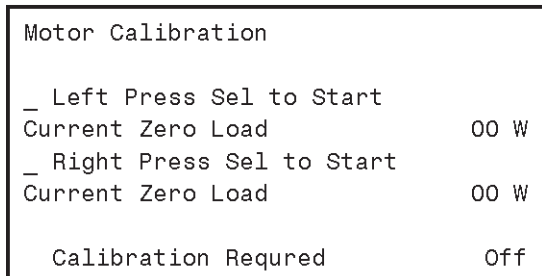 Motor Calibration
_ Left Press Sel to Start
Current Zero Load 00 W
_ Right Press Sel to Start
Current Zero Load 00 W
Calibration Requred Off